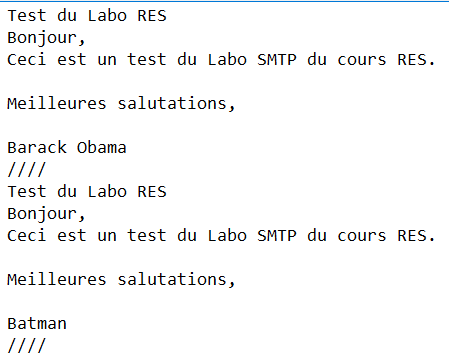 Test du Labo RES
Bonjour,
Ceci est un test du Labo SMTP du cours RES.
Meilleures salutations,
Barack Obama
////
Test du Labo RES
Bonjour,
Ceci est un test du Labo SMTP du cours RES.
Meilleures salutations,
Batman
////